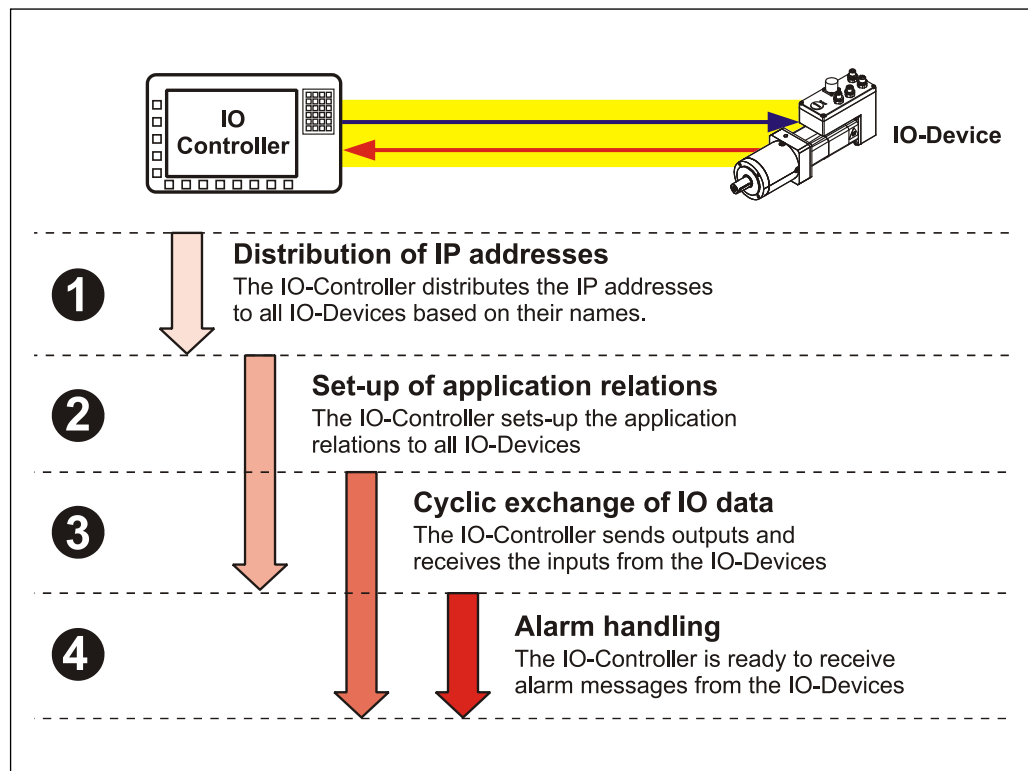 IO
Controller
IO-Device
1
Distribution of IP addresses
The IO-Controller distributes the IP addresses
to all IO-Devices based on their names.
2
Set-up of application relations
The IO-Controller sets-up the application
relations to all IO-Devices
3
Cyclic exchange of IO data
The IO-Controller sends outputs and
receives the inputs from the IO-Devices
4
Alarm handling
The IO-Controller is ready to receive
alarm messages from the IO-Devices